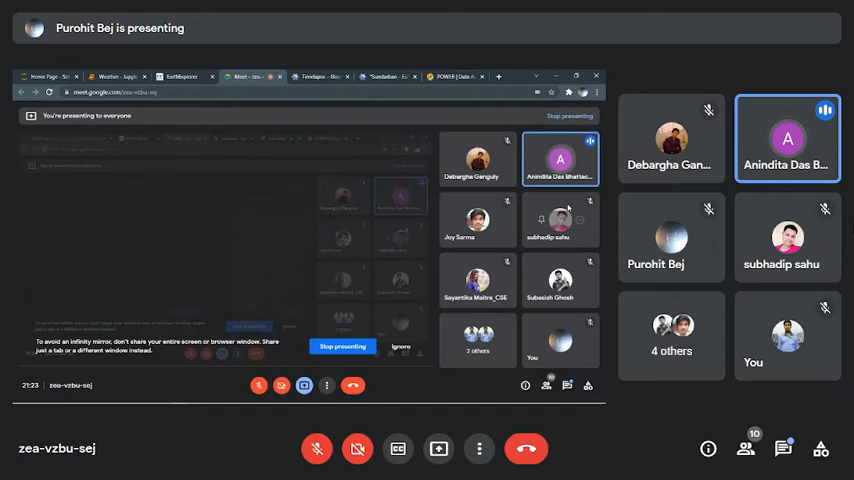 Purohit Bej is presenting
Home Page - Se
Weather - Jupyt
EarthExplorer
Meet – zea-v
Timelapse – Goo
"Sundarban - Ea
POWER | Data A
meet.google.com/zea-vzbu-sej
You're presenting to everyone
Stop presenting
Debargha Ganguly
Anindita Das Bhattac...
Joy Sarma
subhadip sahu
Sayantika Maitra_CSE
Subasish Ghosh
2 others
You
To avoid an infinity mirror, don't share your entire screen or browser window. Share
just a tab or a different window instead.
Stop presenting
Ignore
21:23
zea-vzbu-sej
10
Debargha Gan...
Anindita Das B...
Purohit Bej
subhadip sahu
4 others
You
zea-vzbu-sej
10